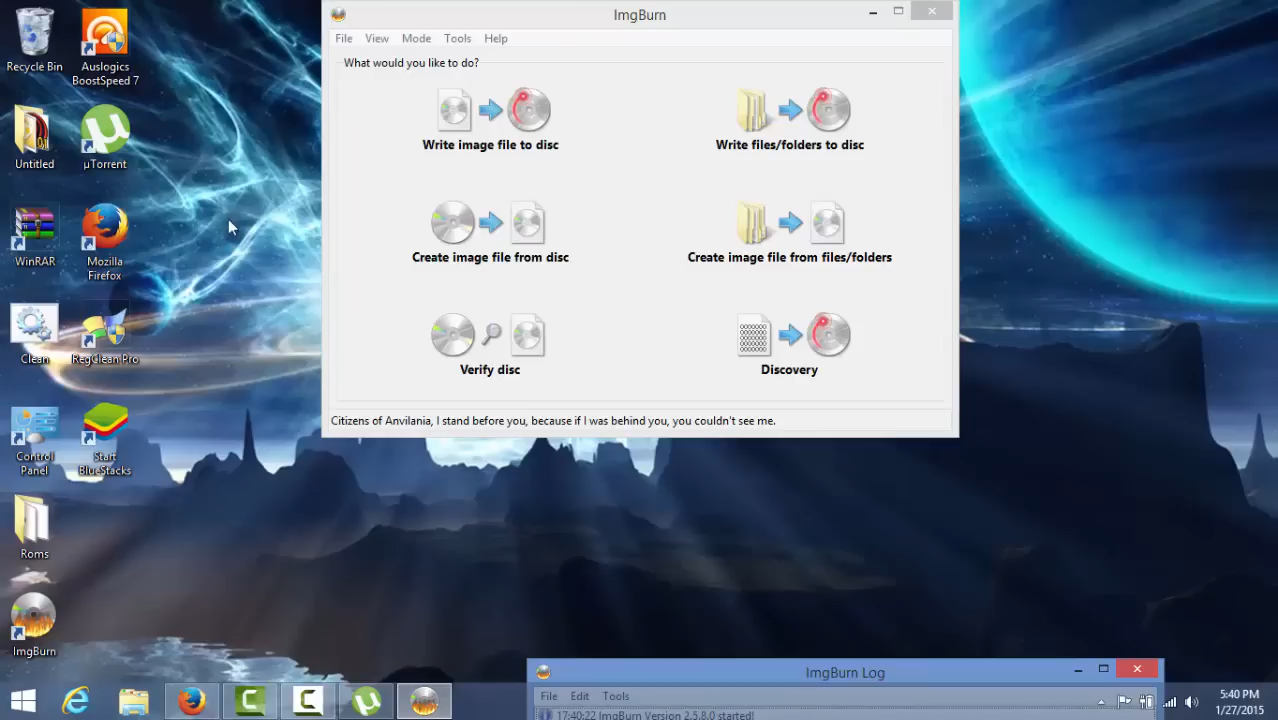 Recycle Bin
Auslogics
BoostSpeed 7
Untitled
µTorrent
WinRAR
Mozilla
Firefox
Clean
RegClean Pro
Control
Panel
Start
BlueStacks
Roms
ImgBurn
ImgBurn
File View Mode Tools Help
What would you like to do?
Write image file to disc
Write files/folders to disc
Create image file from disc
Create image file from files/folders
Verify disc
Discovery
Citizens of Anvilania, I stand before you, because if I was behind you, you couldn't see me.
ImgBurn Log
File Edit Tools
17:40:22 ImgBurn Version 2.5.8.0 started!
5:40 PM
1/27/2015